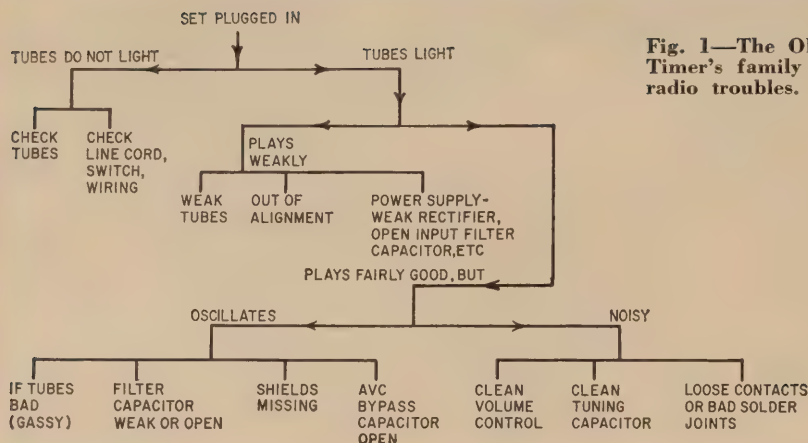 SET PLUGGED IN
TUBES DO NOT LIGHT
TUBES LIGHT
Fig. 1—The
Timer's family
radio troubles.
CHECK
TUBES
CHECK
LINE CORD,
SWITCH,
WIRING
PLAYS
WEAKLY
WEAK
TUBES
OUT OF
ALIGNMENT
POWER SUPPLY-
WEAK RECTIFIER,
OPEN INPUT FILTER
CAPACITOR, ETC
PLAYS FAIRLY GOOD, BUT
OSCILLATES
NOISY
IF TUBES
BAD
(GASSY)
FILTER
CAPACITOR
WEAK OR OPEN
SHIELDS
MISSING
AVC
BYPASS
CAPACITOR
OPEN
CLEAN
VOLUME
CONTROL
CLEAN
TUNING
CAPACITOR
LOOSE CONTACTS
OR BAD SOLDER
JOINTS